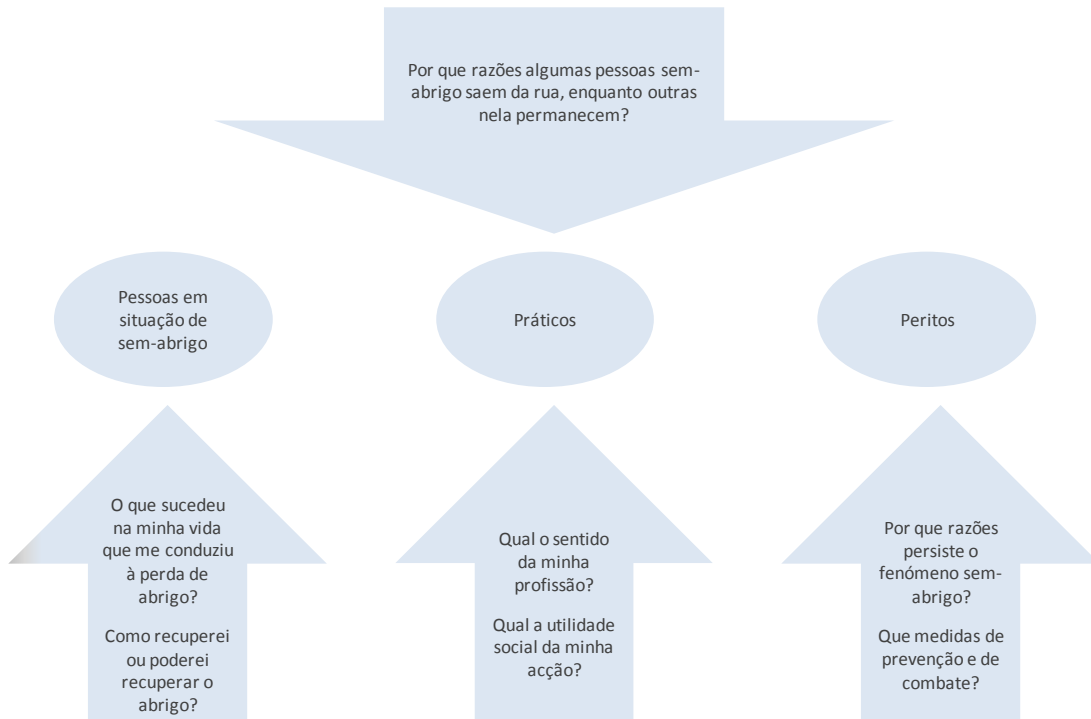 Por que razões algumas pessoas sem-
abrigo saem da rua, enquanto outras
nela permanecem?
Pessoas em
situação de
sem-abrigo
Práticos
Peritos
O que sucedeu
na minha vida
que me conduziu
à perda de
abrigo?
Como recuperei
ou poderei
recuperar o
abrigo?
Qual o sentido
da minha
profissão?
Qual a utilidade
social da minha
acção?
Por que razões
persiste o
fenómeno sem-
abrigo?
Que medidas de
prevenção e de
combate?